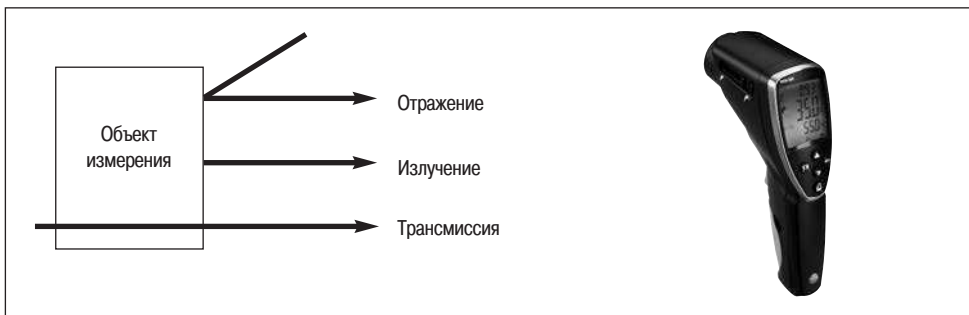 Объект
измерения
Отражение
Излучение
Трансмиссия